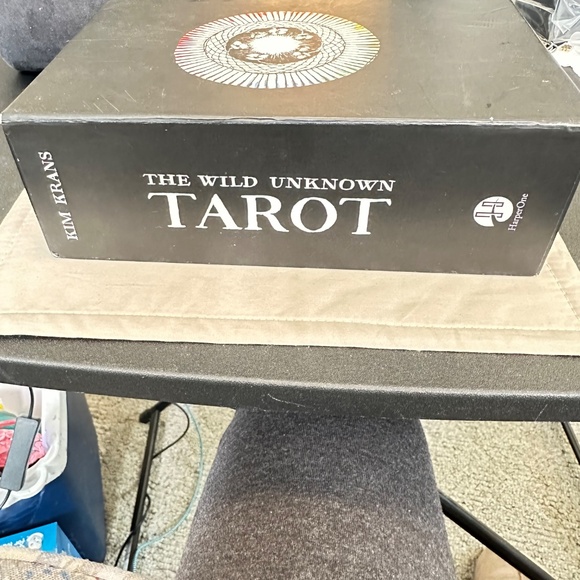 KIM KRANS
THE WILD UNKNOWN
TAROT
HarperOne